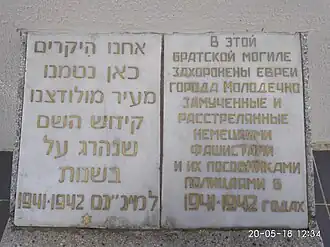 אחנו היקרים
כאן נטמנו
מעיר מולודצנו
קידוש השם
שנהרג על
בשנות
1941-1942
В этой
братской могиле
захоронены евреи
города Молодечно
замученные и
расстрелянные
немецкими
фашистами
и их пособниками
полицаями в
1941-1942 годах
20-05-18 12:34